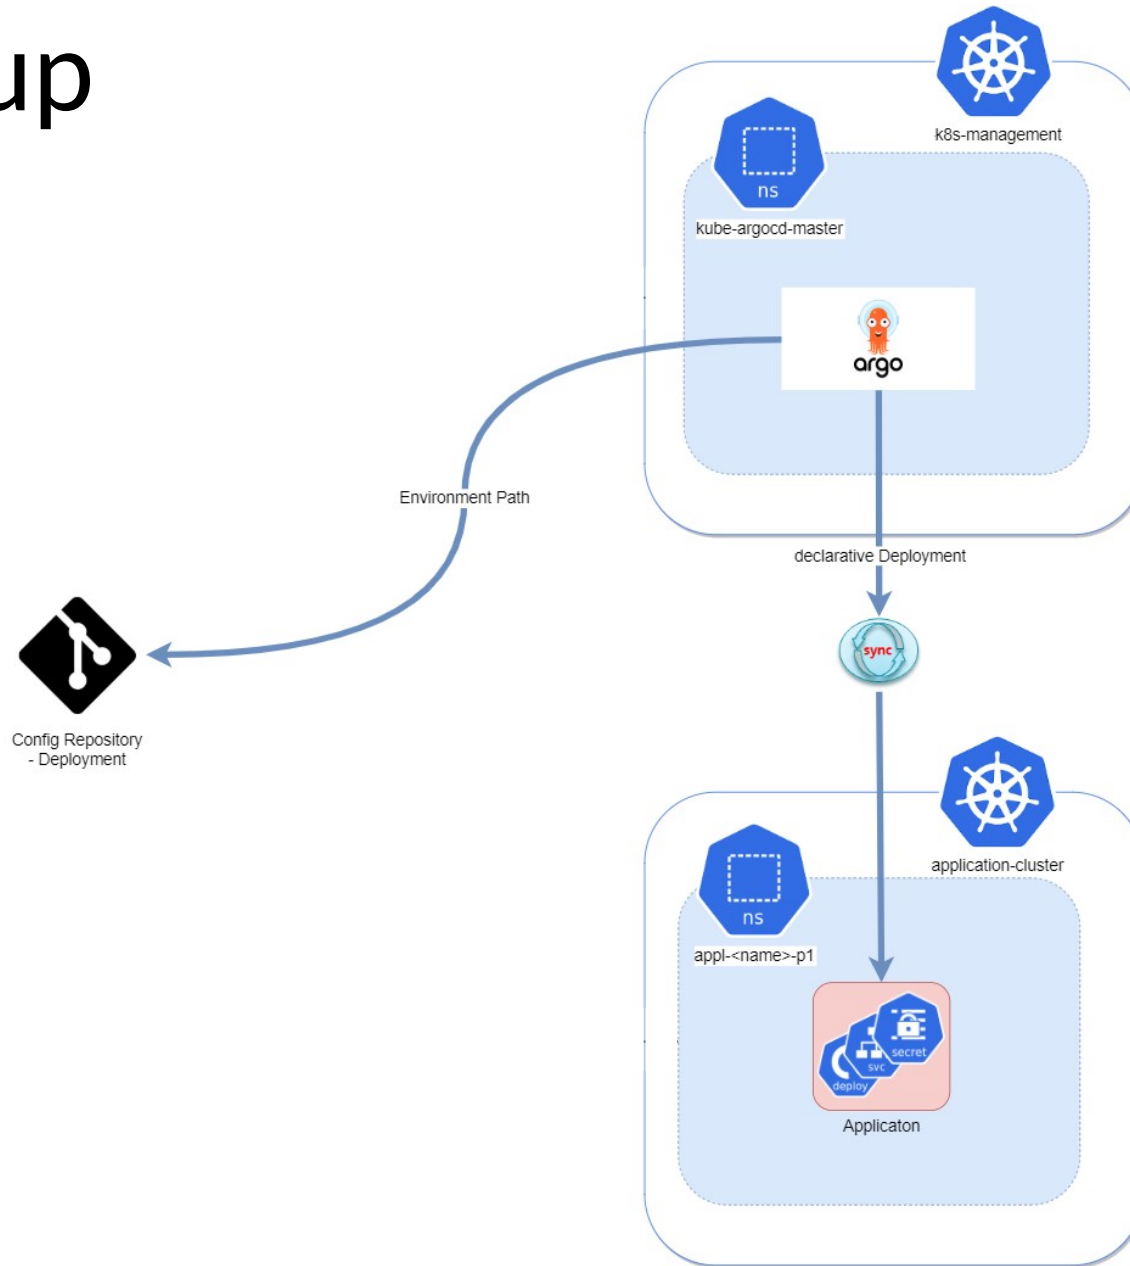 up
k8s-management
ns
kube-argocd-master
argo
Environment Path
declarative Deployment
sync
Config Repository
- Deployment
application-cluster
ns
appl-<name>-p1
secret
svc
deploy
Applicaton